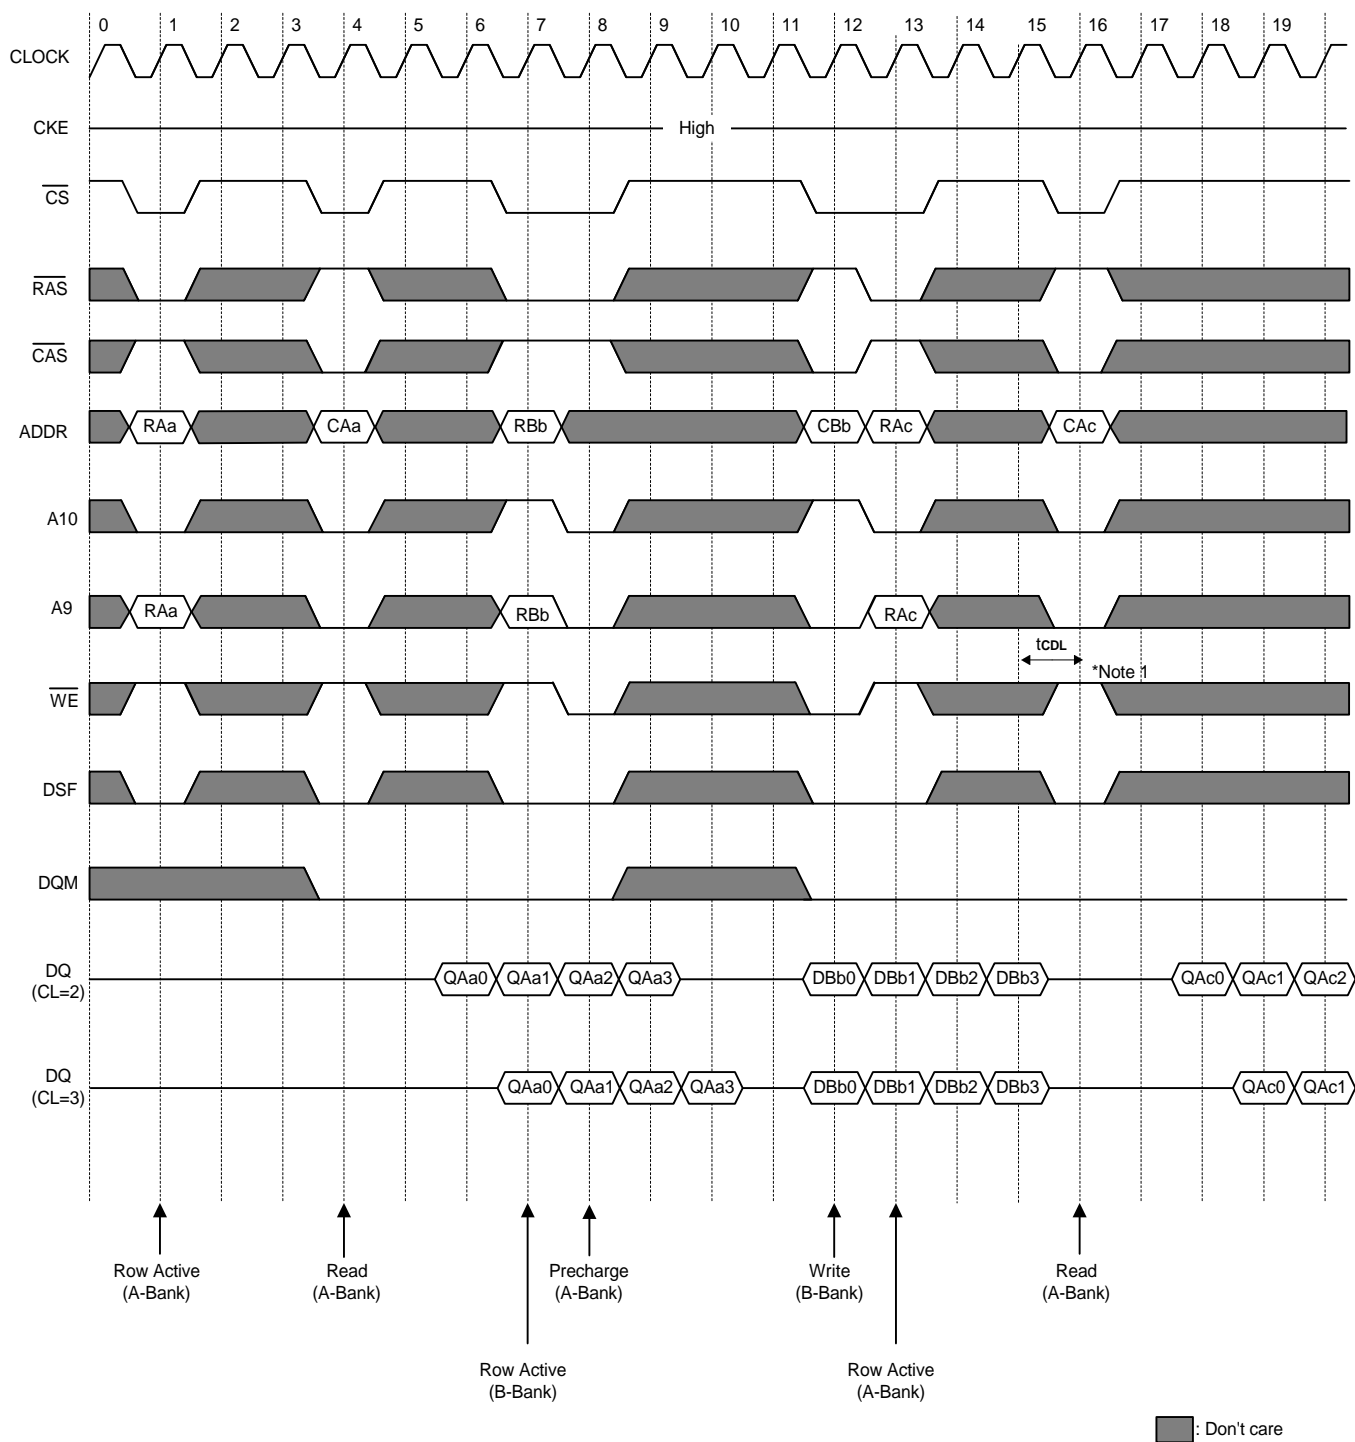 0 1 2 3 4 5 6 7 8 9 10 11 12 13 14 15 16 17 18 19
CLOCK
CKE High
CS
RAS
CAS
ADDR RAa CAa RBb CBb RAc CAc
A10
A9 RAa RBb RAc
tCDL
*Note 1
WE
DSF
DQM
DQ
(CL=2) QAa0 QAa1 QAa2 QAa3 DBb0 DBb1 DBb2 DBb3 QAc0 QAc1 QAc2
DQ
(CL=3) QAa0 QAa1 QAa2 QAa3 DBb0 DBb1 DBb2 DBb3 QAc0 QAc1
Row Active
(A-Bank)
Read
(A-Bank)
Precharge
(A-Bank)
Write
(B-Bank)
Read
(A-Bank)
Row Active
(B-Bank)
Row Active
(A-Bank)
: Don't care